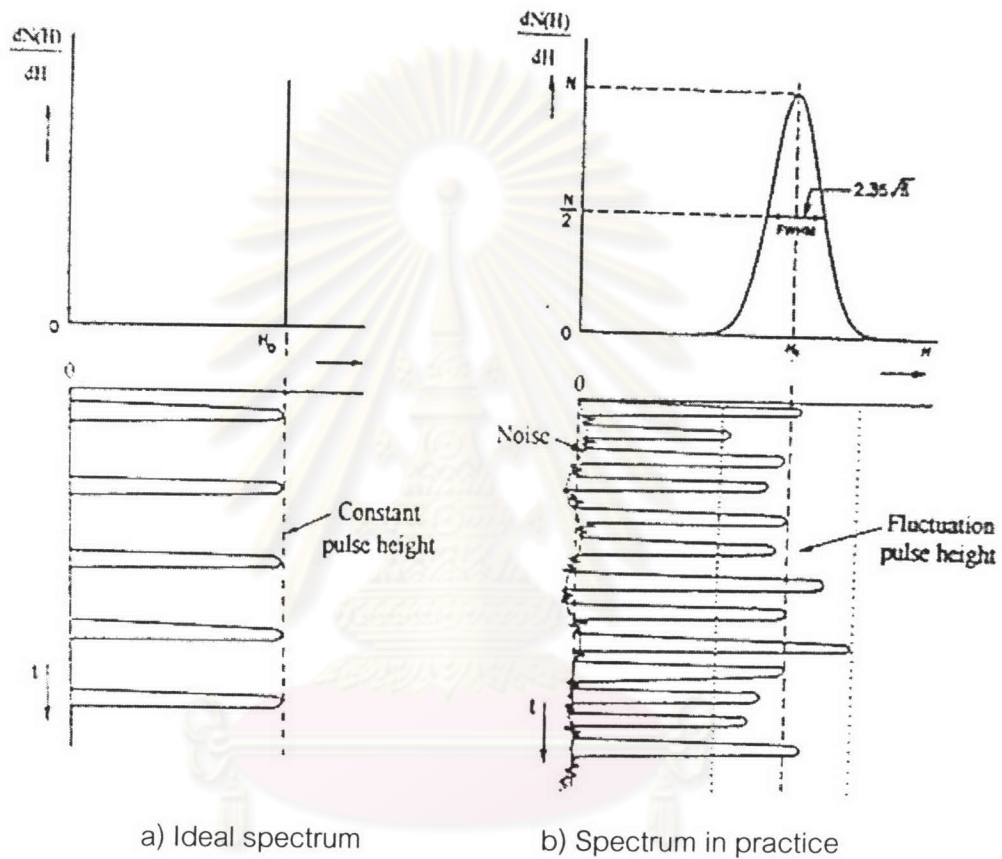 dN(H)
dH
0
H₀
0
Constant
pulse height
t
a) Ideal spectrum
dN(H)
dH
N
N
2
2.35√
FWHM
0
H₀
H
0
Noise
Fluctuation
pulse height
t
b) Spectrum in practice